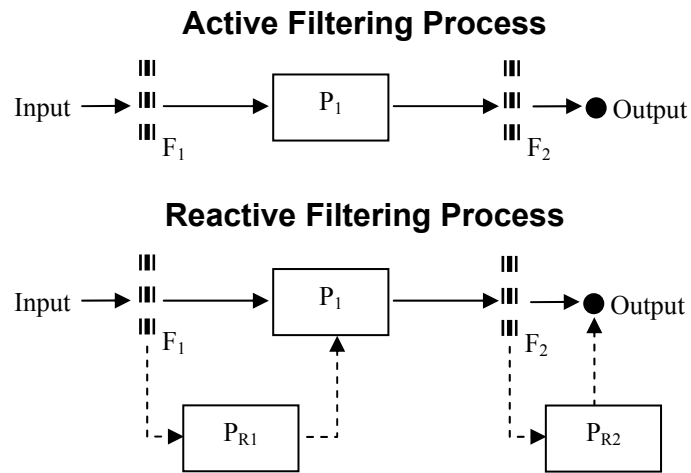 Active Filtering Process
Input
P1
Output
F1
F2
Reactive Filtering Process
Input
P1
Output
F1
F2
PR1
PR2